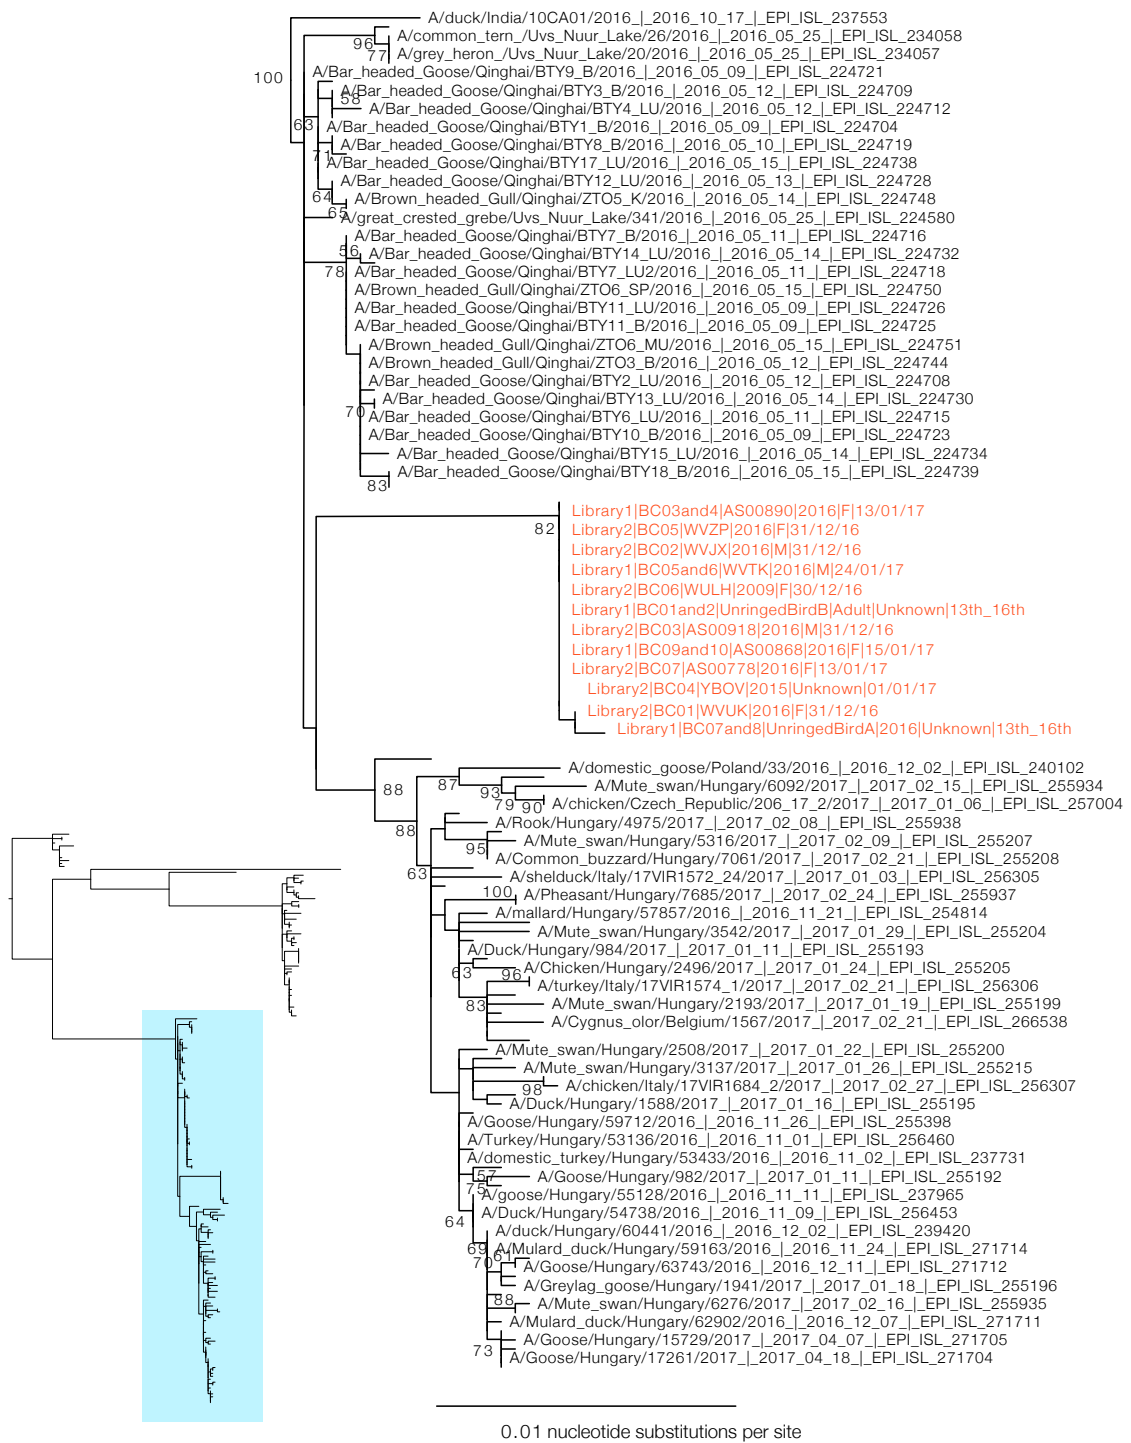 A/duck/India/10CA01/2016_|_2016_10_17_|_EPI_ISL_237553
A/common_tern_/Uvs_Nuur_Lake/26/2016_|_2016_05_25_|_EPI_ISL_234058
96
A/grey_heron_/Uvs_Nuur_Lake/20/2016_|_2016_05_25_|_EPI_ISL_234057
77
A/Bar_headed_Goose/Qinghai/BTY9_B/2016_|_2016_05_09_|_EPI_ISL_224721
100
A/Bar_headed_Goose/Qinghai/BTY3_B/2016_|_2016_05_12_|_EPI_ISL_224709
58
A/Bar_headed_Goose/Qinghai/BTY4_LU/2016_|_2016_05_12_|_EPI_ISL_224712
63
A/Bar_headed_Goose/Qinghai/BTY1_B/2016_|_2016_05_09_|_EPI_ISL_224704
A/Bar_headed_Goose/Qinghai/BTY8_B/2016_|_2016_05_10_|_EPI_ISL_224719
71
A/Bar_headed_Goose/Qinghai/BTY17_LU/2016_|_2016_05_15_|_EPI_ISL_224738
A/Bar_headed_Goose/Qinghai/BTY12_LU/2016_|_2016_05_13_|_EPI_ISL_224728
64
A/Brown_headed_Gull/Qinghai/ZTO5_K/2016_|_2016_05_14_|_EPI_ISL_224748
65
A/great_crested_grebe/Uvs_Nuur_Lake/341/2016_|_2016_05_25_|_EPI_ISL_224580
A/Bar_headed_Goose/Qinghai/BTY7_B/2016_|_2016_05_11_|_EPI_ISL_224716
56
A/Bar_headed_Goose/Qinghai/BTY14_LU/2016_|_2016_05_14_|_EPI_ISL_224732
78
A/Bar_headed_Goose/Qinghai/BTY7_LU2/2016_|_2016_05_11_|_EPI_ISL_224718
A/Brown_headed_Gull/Qinghai/ZTO6_SP/2016_|_2016_05_15_|_EPI_ISL_224750
A/Bar_headed_Goose/Qinghai/BTY11_LU/2016_|_2016_05_09_|_EPI_ISL_224726
A/Bar_headed_Goose/Qinghai/BTY11_B/2016_|_2016_05_09_|_EPI_ISL_224725
A/Brown_headed_Gull/Qinghai/ZTO6_MU/2016_|_2016_05_15_|_EPI_ISL_224751
A/Brown_headed_Gull/Qinghai/ZTO3_B/2016_|_2016_05_12_|_EPI_ISL_224744
A/Bar_headed_Goose/Qinghai/BTY2_LU/2016_|_2016_05_12_|_EPI_ISL_224708
A/Bar_headed_Goose/Qinghai/BTY13_LU/2016_|_2016_05_14_|_EPI_ISL_224730
70
A/Bar_headed_Goose/Qinghai/BTY6_LU/2016_|_2016_05_11_|_EPI_ISL_224715
A/Bar_headed_Goose/Qinghai/BTY10_B/2016_|_2016_05_09_|_EPI_ISL_224723
A/Bar_headed_Goose/Qinghai/BTY15_LU/2016_|_2016_05_14_|_EPI_ISL_224734
A/Bar_headed_Goose/Qinghai/BTY18_B/2016_|_2016_05_15_|_EPI_ISL_224739
83
Library1|BC03and4|AS00890|2016|F|13/01/17
82
Library2|BC05|WVZP|2016|F|31/12/16
Library2|BC02|WVJX|2016|M|31/12/16
Library1|BC05and6|WVTK|2016|M|24/01/17
Library2|BC06|WULH|2009|F|30/12/16
Library1|BC01and2|UnringedBirdB|Adult|Unknown|13th_16th
Library2|BC03|AS00918|2016|M|31/12/16
Library1|BC09and10|AS00868|2016|F|15/01/17
Library2|BC07|AS00778|2016|F|13/01/17
Library2|BC04|YBOV|2015|Unknown|01/01/17
Library2|BC01|WVUK|2016|F|31/12/16
Library1|BC07and8|UnringedBirdA|2016|Unknown|13th_16th
A/domestic_goose/Poland/33/2016_|_2016_12_02_|_EPI_ISL_240102
88
87
A/Mute_swan/Hungary/6092/2017_|_2017_02_15_|_EPI_ISL_255934
93
A/chicken/Czech_Republic/206_17_2/2017_|_2017_01_06_|_EPI_ISL_257004
79
90
A/Rook/Hungary/4975/2017_|_2017_02_08_|_EPI_ISL_255938
88
A/Mute_swan/Hungary/5316/2017_|_2017_02_09_|_EPI_ISL_255207
95
A/Common_buzzard/Hungary/7061/2017_|_2017_02_21_|_EPI_ISL_255208
63
A/shelduck/Italy/17VIR1572_24/2017_|_2017_01_03_|_EPI_ISL_256305
100
A/Pheasant/Hungary/7685/2017_|_2017_02_24_|_EPI_ISL_255937
A/mallard/Hungary/57857/2016_|_2016_11_21_|_EPI_ISL_254814
A/Mute_swan/Hungary/3542/2017_|_2017_01_29_|_EPI_ISL_255204
A/Duck/Hungary/984/2017_|_2017_01_11_|_EPI_ISL_255193
63
96
A/Chicken/Hungary/2496/2017_|_2017_01_24_|_EPI_ISL_255205
A/turkey/Italy/17VIR1574_1/2017_|_2017_02_21_|_EPI_ISL_256306
83
A/Mute_swan/Hungary/2193/2017_|_2017_01_19_|_EPI_ISL_255199
A/Cygnus_olor/Belgium/1567/2017_|_2017_02_21_|_EPI_ISL_266538
A/Mute_swan/Hungary/2508/2017_|_2017_01_22_|_EPI_ISL_255200
A/Mute_swan/Hungary/3137/2017_|_2017_01_26_|_EPI_ISL_255215
98
A/chicken/Italy/17VIR1684_2/2017_|_2017_02_27_|_EPI_ISL_256307
A/Duck/Hungary/1588/2017_|_2017_01_16_|_EPI_ISL_255195
A/Goose/Hungary/59712/2016_|_2016_11_26_|_EPI_ISL_255398
A/Turkey/Hungary/53136/2016_|_2016_11_01_|_EPI_ISL_256460
A/domestic_turkey/Hungary/53433/2016_|_2016_11_02_|_EPI_ISL_237731
57
A/Goose/Hungary/982/2017_|_2017_01_11_|_EPI_ISL_255192
75
A/goose/Hungary/55128/2016_|_2016_11_11_|_EPI_ISL_237965
A/Duck/Hungary/54738/2016_|_2016_11_09_|_EPI_ISL_256453
64
A/duck/Hungary/60441/2016_|_2016_12_02_|_EPI_ISL_239420
69
A/Mulard_duck/Hungary/59163/2016_|_2016_11_24_|_EPI_ISL_271714
70
61
A/Goose/Hungary/63743/2016_|_2016_12_11_|_EPI_ISL_271712
A/Greylag_goose/Hungary/1941/2017_|_2017_01_18_|_EPI_ISL_255196
88
A/Mute_swan/Hungary/6276/2017_|_2017_02_16_|_EPI_ISL_255935
A/Mulard_duck/Hungary/62902/2016_|_2016_12_07_|_EPI_ISL_271711
A/Goose/Hungary/15729/2017_|_2017_04_07_|_EPI_ISL_271705
73
A/Goose/Hungary/17261/2017_|_2017_04_18_|_EPI_ISL_271704
0.01 nucleotide substitutions per site